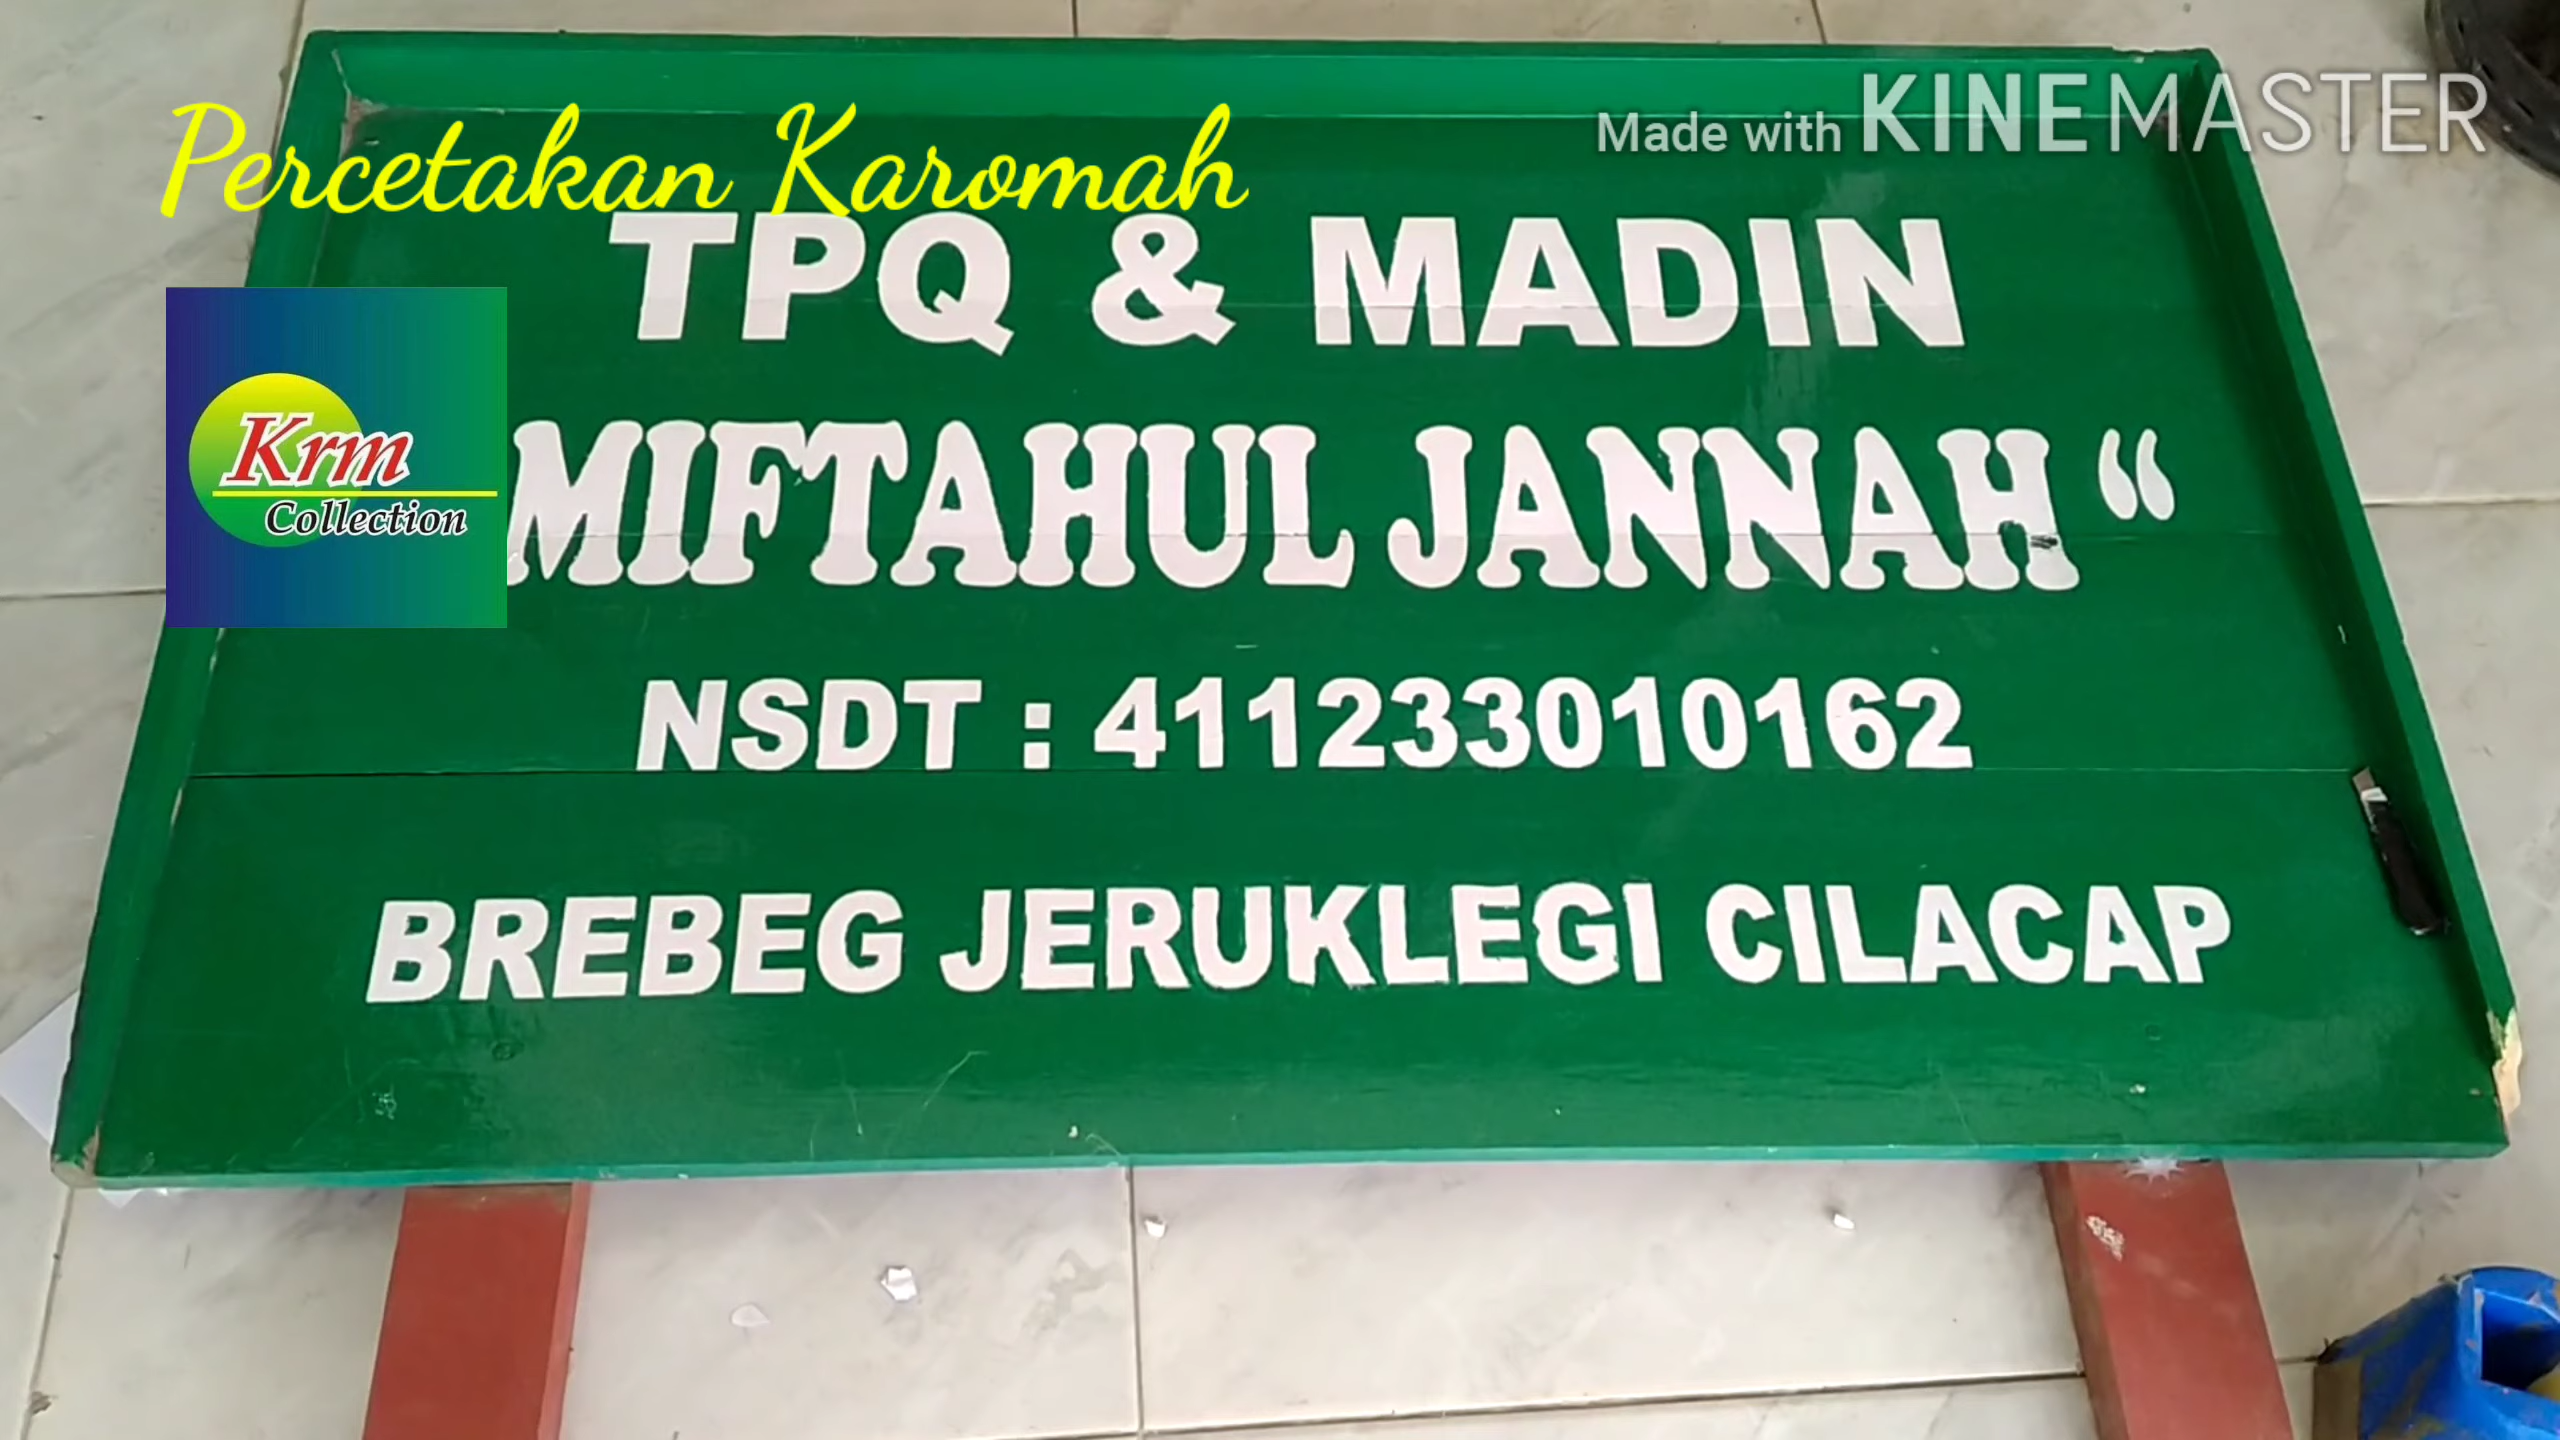 Percetakan Karomah
Made with KINEMASTER
TPQ & MADIN
Krm
Collection
MIFTAHUL JANNAH “
NSDT : 411233010162
BREBEG JERUKLEGI CILACAP